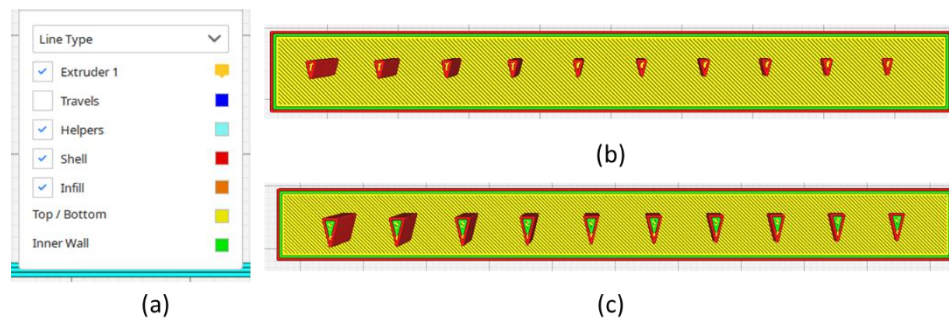 Line Type
Extruder 1
Travels
Helpers
Shell
Infill
Top / Bottom
Inner Wall
(a)
(b)
(c)